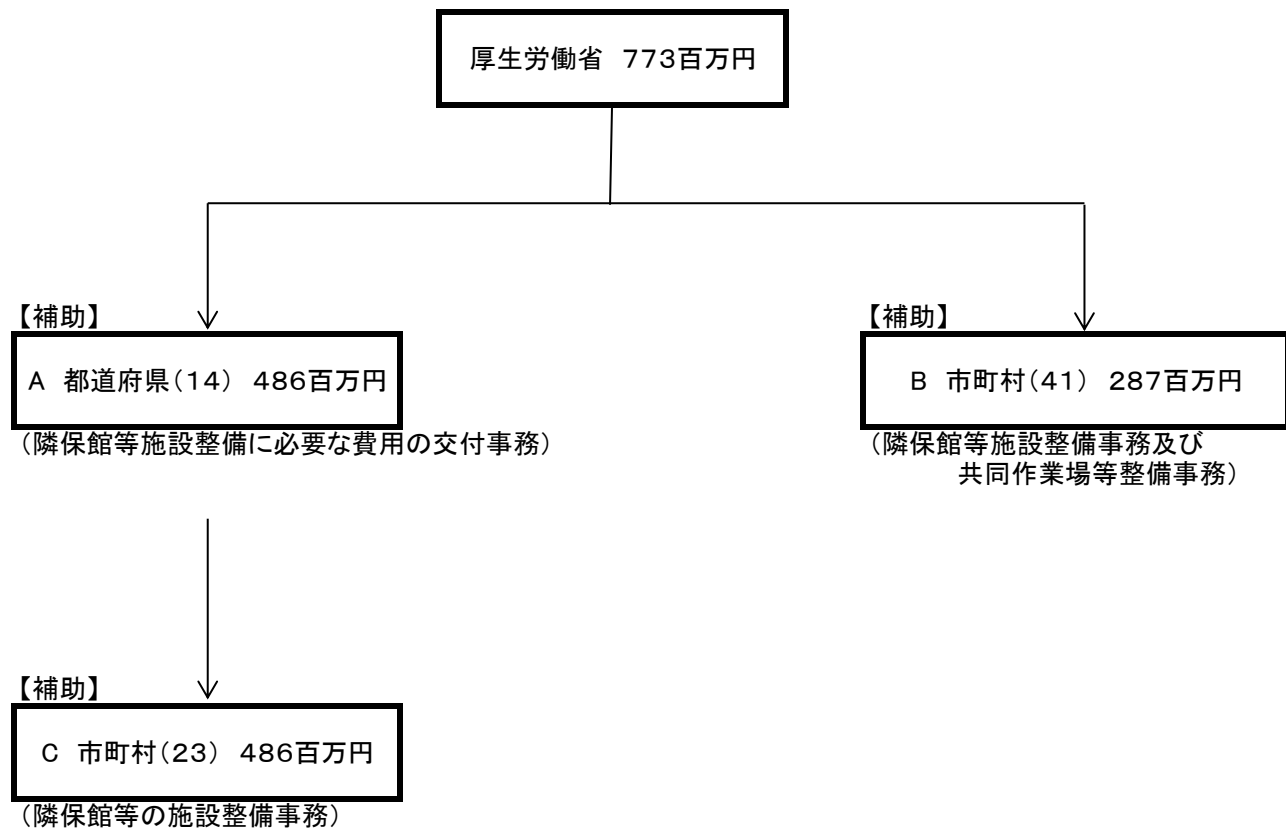 厚生労働省 773百万円
【補助】
A 都道府県(14) 486百万円
(隣保館等施設整備に必要な費用の交付事務)
【補助】
B 市町村(41) 287百万円
(隣保館等施設整備事務及び
共同作業場等整備事務)
【補助】
C 市町村(23) 486百万円
(隣保館等の施設整備事務)